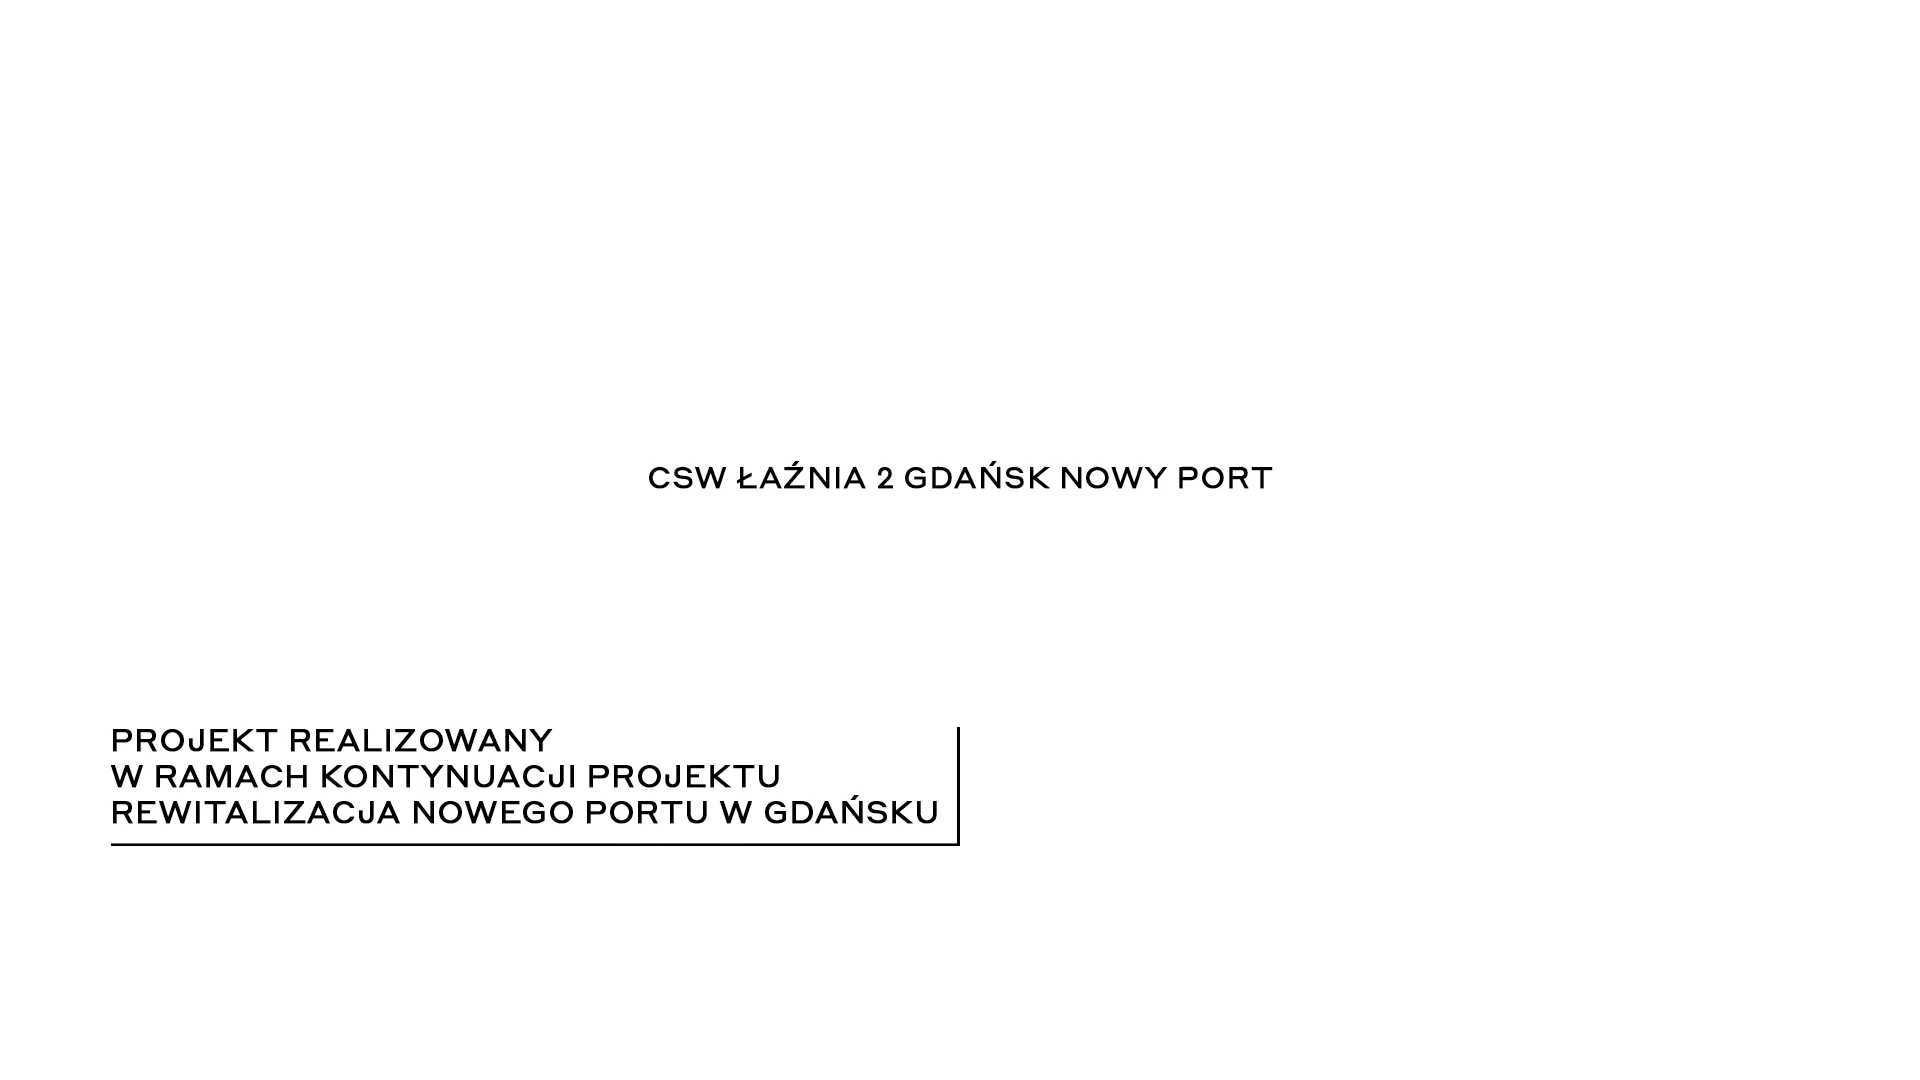 CSW ŁAŹNIA 2 GDAŃSK NOWY PORT
PROJEKT REALIZOWANY
W RAMACH KONTYNUACJI PROJEKTU
REWITALIZACJA NOWEGO PORTU W GDAŃSKU